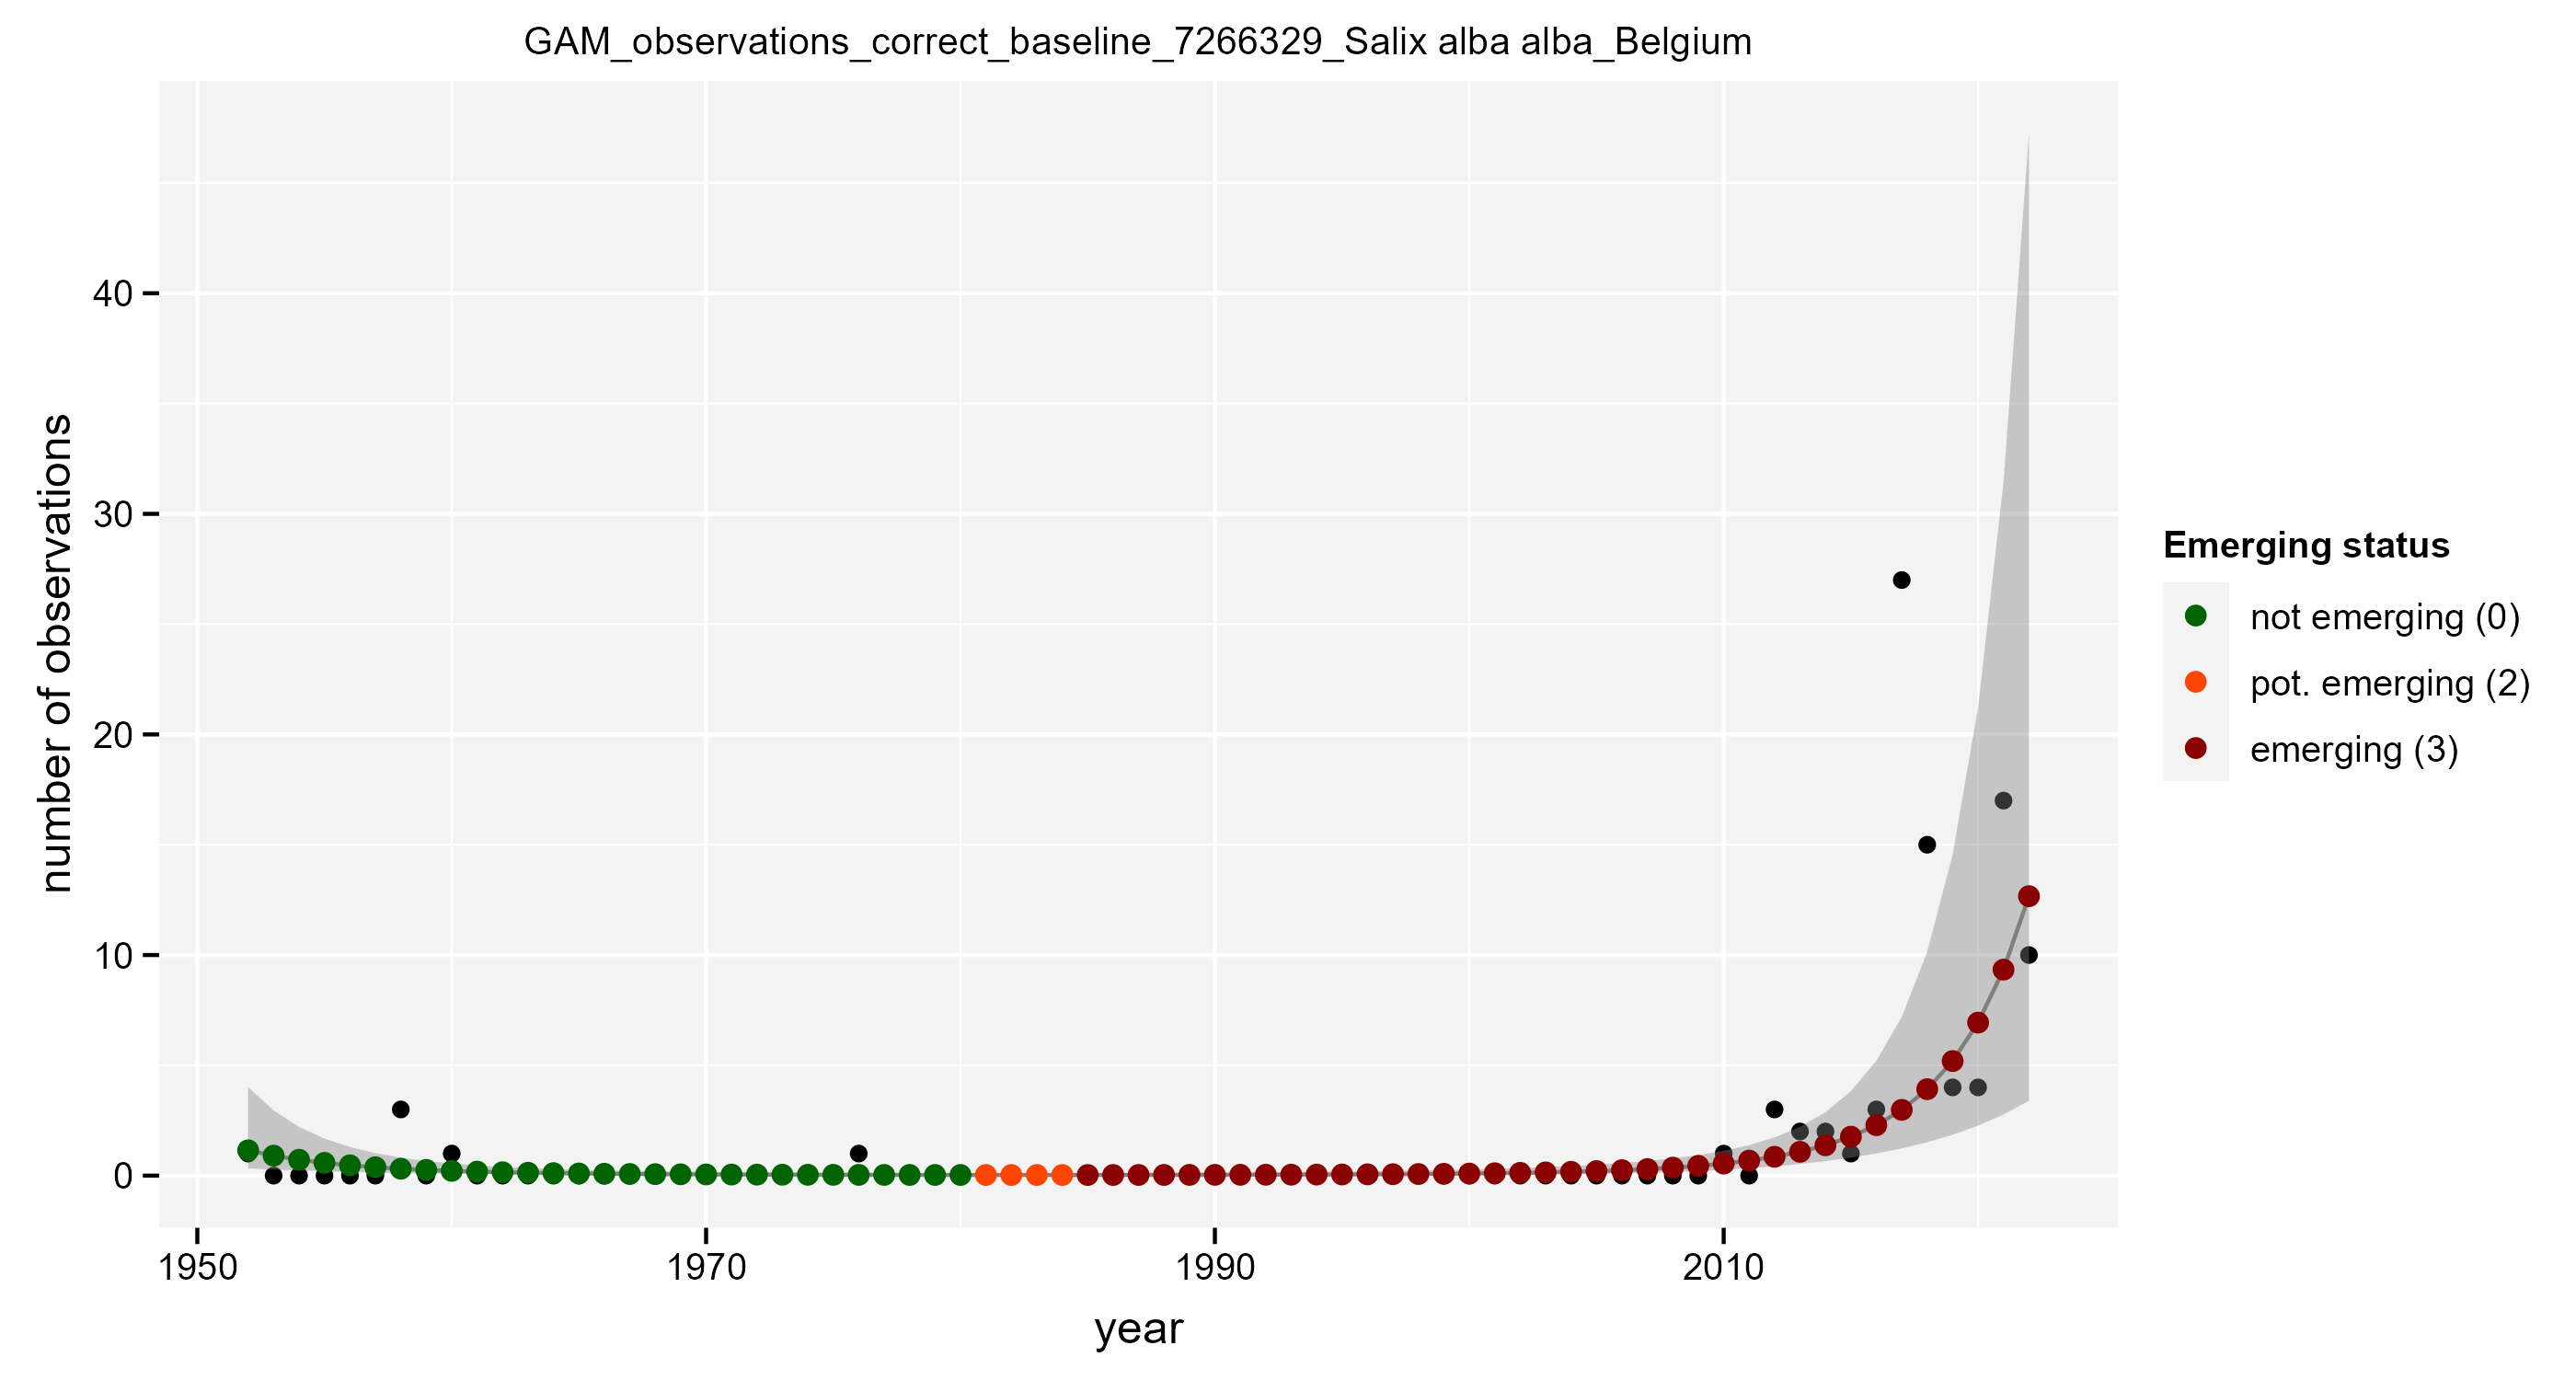 GAM_observations_correct_baseline_7266329_Salix alba alba_Belgium
number of observations
40
30
20
10
0
1950
1970
1990
2010
year
Emerging status
not emerging (0)
pot. emerging (2)
emerging (3)